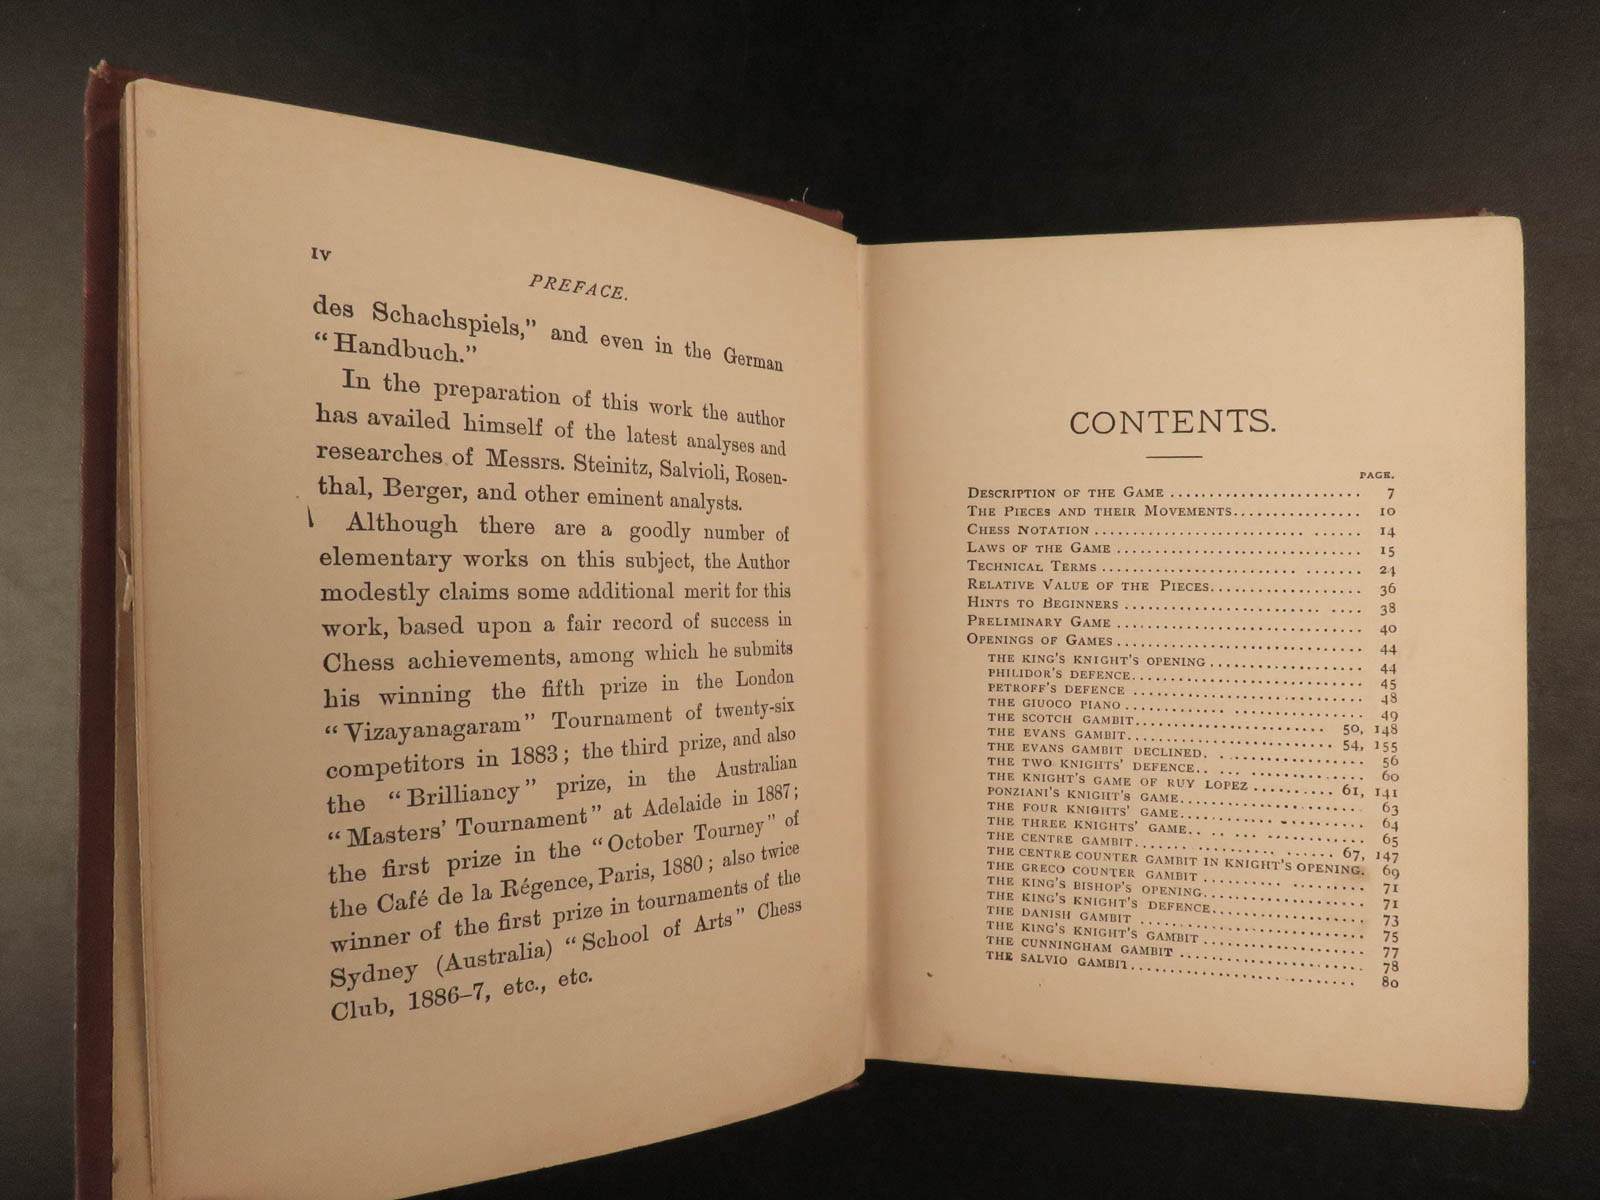 IV
PREFACE.
des Schachspiels," and even in the German
"Handbuch."
In the preparation of this work the author
has availed himself of the latest analyses and
researches of Messrs. Steinitz, Salvioli, Rosen-
thal, Berger, and other eminent analysts.
Although there are a goodly number of
elementary works on this subject, the Author
modestly claims some additional merit for this
work, based upon a fair record of success in
Chess achievements, among which he submits
his winning the fifth prize in the London
"Vizayanagaram" Tournament of twenty-six
competitors in 1883; the third prize, and also
the "Brilliancy" prize, in the Australian
"Masters' Tournament" at Adelaide in 1887;
the first prize in the "October Tourney" of
the Café de la Régence, Paris, 1880; also twice
winner of the first prize in tournaments of the
Sydney (Australia) "School of Arts" Chess
Club, 1886-7, etc., etc.
CONTENTS.
PAGE.
DESCRIPTION OF THE GAME ........................ 7
THE PIECES AND THEIR MOVEMENTS................ 10
CHESS NOTATION ........................... ...... 14
LAWS OF THE GAME ............................... 15
TECHNICAL TERMS ......................... ....... 24
RELATIVE VALUE OF THE PIECES................... 36
HINTS TO BEGINNERS ......................... .... 38
PRELIMINARY GAME ............................... 40
OPENINGS OF GAMES ............................... 44
THE KING'S KNIGHT'S OPENING ................... 44
PHILIDOR'S DEFENCE............................. 45
PETROFF'S DEFENCE ............................. 48
THE GIUOCO PIANO ............. ................ 49
THE SCOTCH GAMBIT........................ 50, 148
THE EVANS GAMBIT.......................... 54, 155
THE EVANS GAMBIT DECLINED. .................... 56
THE TWO KNIGHTS' DEFENCE.. ... ............... 60
THE KNIGHT'S GAME OF RUY LOPEZ .......... 61, 141
PONZIANI'S KNIGHT'S GAME....................... 63
THE FOUR KNIGHTS' GAME........................ 64
THE THREE KNIGHTS' GAME.. .. ... ............. 65
THE CENTRE GAMBIT.................... ...... 67, 147
THE CENTRE COUNTER GAMBIT IN KNIGHT'S OPENING. 69
THE GRECO COUNTER GAMBIT ........... ......... 71
THE KING'S BISHOP'S OPENING.................... 71
THE KING'S KNIGHT'S DEFENCE................... 73
THE DANISH GAMBIT ............................ 75
THE KING'S KNIGHT'S GAMBIT .................... 77
THE CUNNINGHAM GAMBIT ....................... 78
THE SALVIO GAMBIT............................. 80